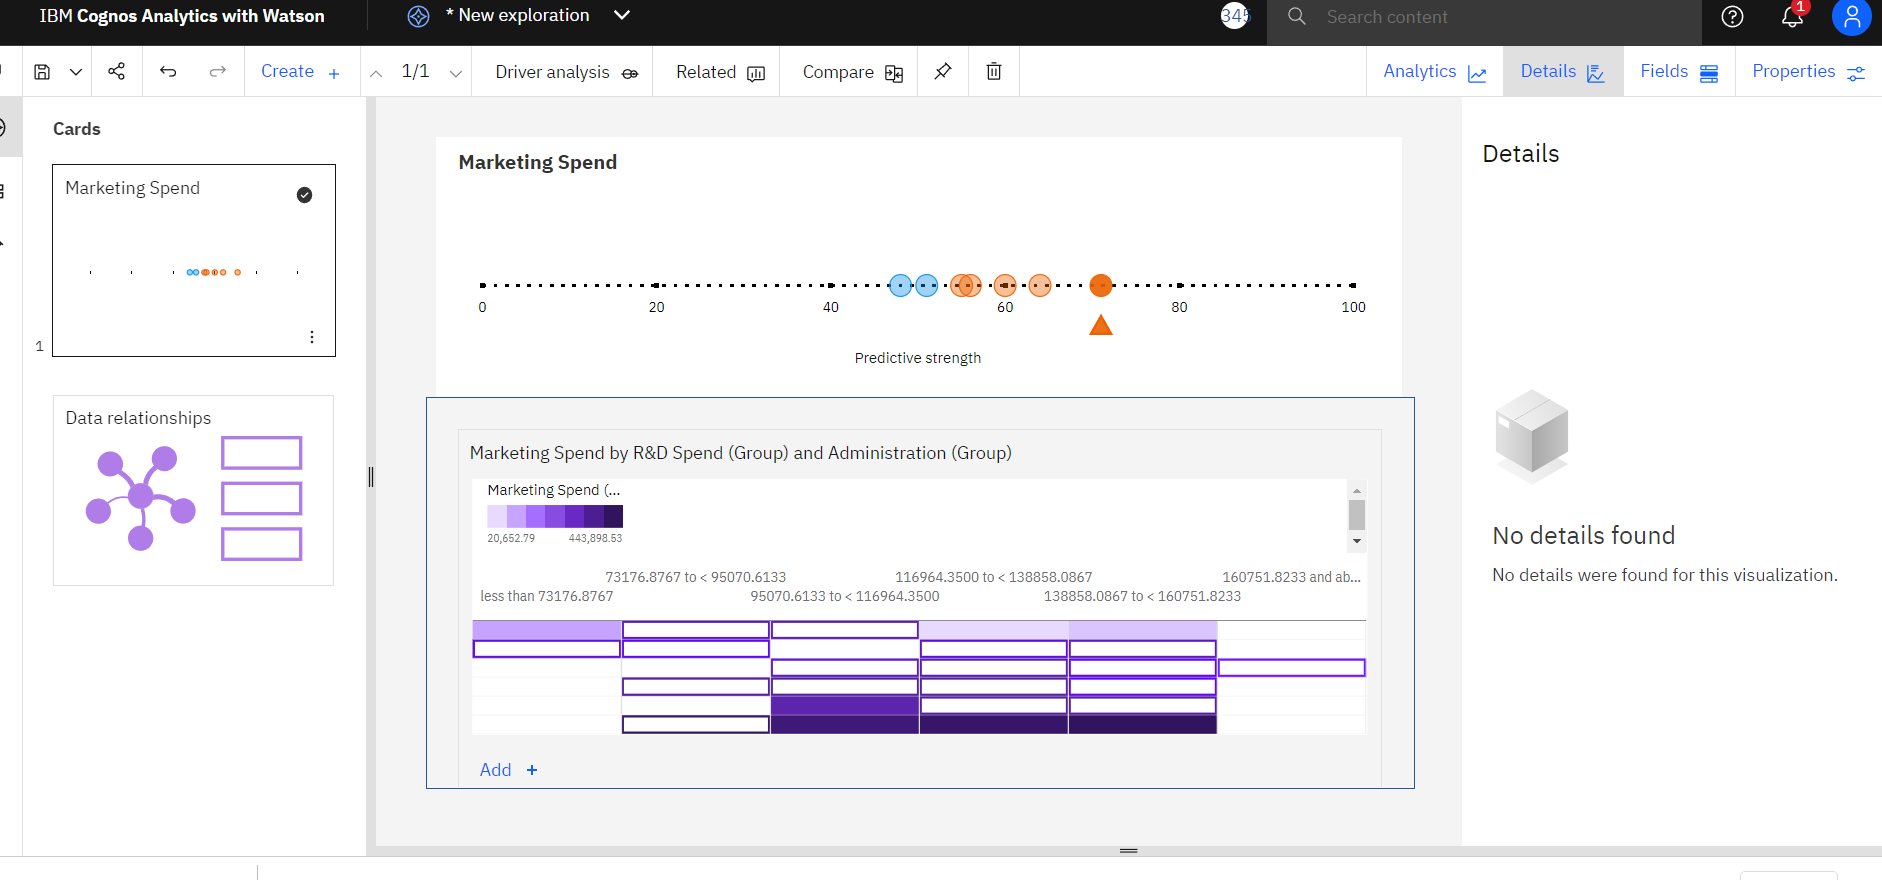 IBM Cognos Analytics with Watson
* New exploration
345
Search content
1
Create +
1/1
Driver analysis
Related
Compare
Analytics
Details
Fields
Properties
Cards
Marketing Spend
1
Data relationships
Marketing Spend
0 20 40 60 80 100
Predictive strength
Marketing Spend by R&D Spend (Group) and Administration (Group)
Marketing Spend (...
20,652.79 443,898.53
73176.8767 to < 95070.6133 116964.3500 to < 138858.0867 160751.8233 and ab...
less than 73176.8767 95070.6133 to < 116964.3500 138858.0867 to < 160751.8233
Add +
Details
No details found
No details were found for this visualization.